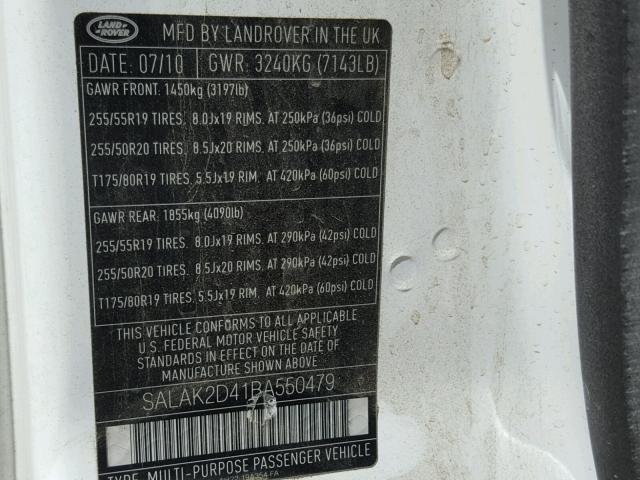 LAND
ROVER
MFD BY LANDROVER IN THE UK
DATE: 07/10 GWR: 3240KG (7143LB)
GAWR FRONT: 1450kg (3197lb)
255/55R19 TIRES. 8.0Jx19 RIMS. AT 250kPa (36psi) COLD
255/50R20 TIRES. 8.5Jx20 RIMS. AT 250kPa (36psi) COLD
T175/80R19 TIRES. 5.5Jx19 RIM. AT 420kPa (60psi) COLD
GAWR REAR: 1855kg (4090lb)
255/55R19 TIRES. 8.0Jx19 RIMS. AT 290kPa (42psi) COLD
255/50R20 TIRES. 8.5Jx20 RIMS. AT 290kPa (42psi) COLD
T175/80R19 TIRES. 5.5Jx19 RIM. AT 420kPa (60psi) COLD
THIS VEHICLE CONFORMS TO ALL APPLICABLE
U.S. FEDERAL MOTOR VEHICLE SAFETY
STANDARDS IN EFFECT ON THE DATE OF
MANUFACTURE SHOWN ABOVE
SALAK2D41BA550479
TYPE: MULTI-PURPOSE PASSENGER VEHICLE